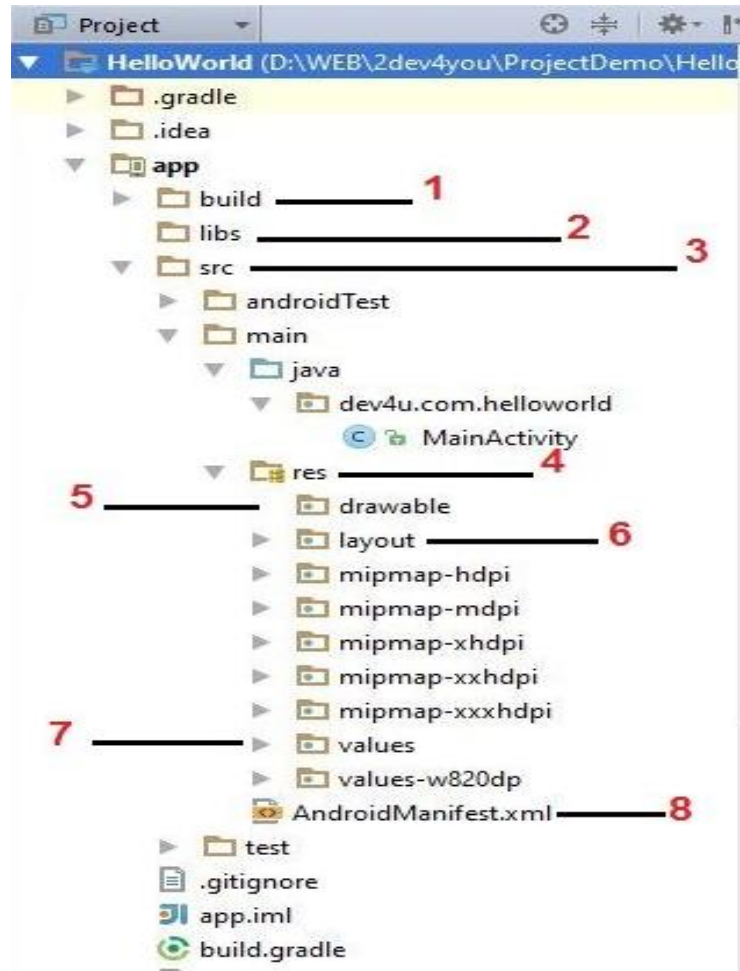 Project
HelloWorld (D:\WEB\2dev4you\ProjectDemo\Hello
.gradle
.idea
app
build 1
libs 2
src 3
androidTest
main
java
dev4u.com.helloworld
C MainActivity
res 4
5 drawable
layout 6
mipmap-hdpi
mipmap-mdpi
mipmap-xhdpi
mipmap-xxhdpi
mipmap-xxxhdpi
7 values
values-w820dp
AndroidManifest.xml 8
test
.gitignore
app.iml
build.gradle